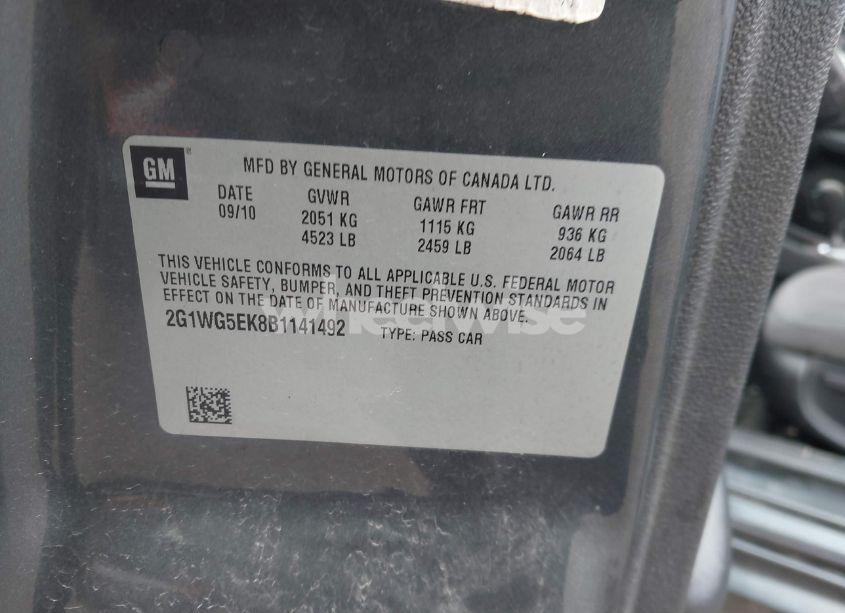 GM
MFD BY GENERAL MOTORS OF CANADA LTD.
DATE GVWR GAWR FRT GAWR RR
09/10 2051 KG 1115 KG 936 KG
4523 LB 2459 LB 2064 LB
THIS VEHICLE CONFORMS TO ALL APPLICABLE U.S. FEDERAL MOTOR
VEHICLE SAFETY, BUMPER, AND THEFT PREVENTION STANDARDS IN
EFFECT ON THE DATE OF MANUFACTURE SHOWN ABOVE.
2G1WG5EK8B1141492 TYPE: PASS CAR
wheelwise